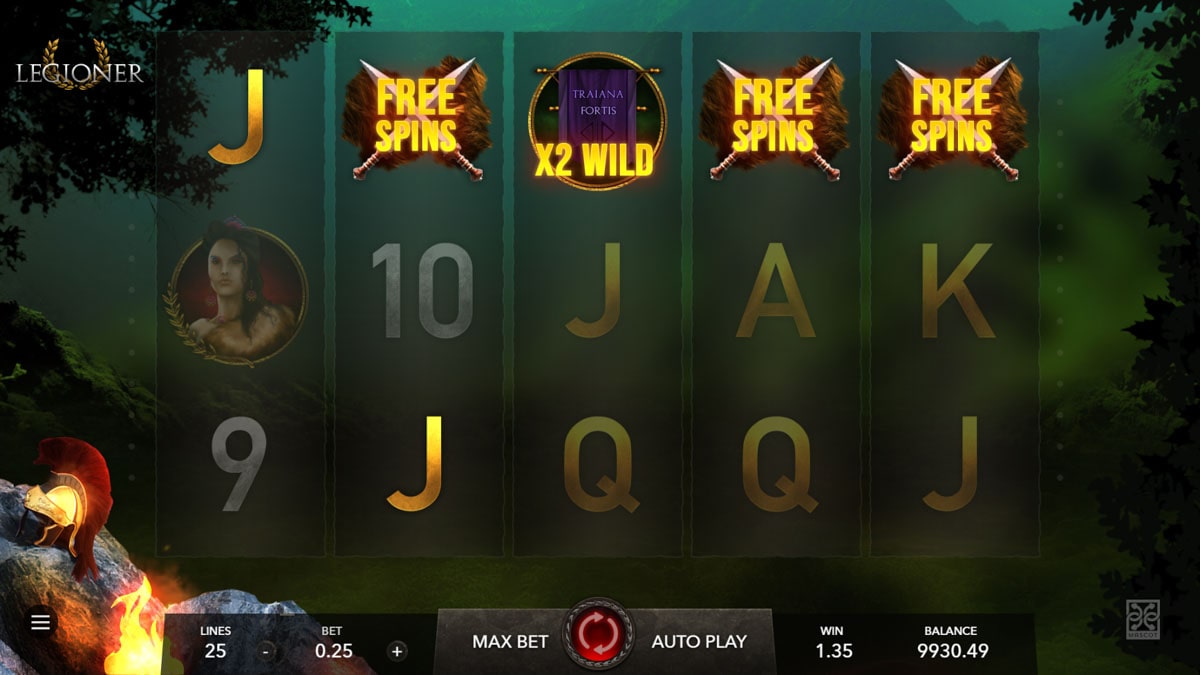 LEGIONER
J
FREE
SPINS
TRAIANA
FORTIS
X2 WILD
FREE
SPINS
FREE
SPINS
10
J
A
K
9
J
Q
Q
J
LINES
25
-
BET
0.25
+
MAX BET
AUTO PLAY
WIN
1.35
BALANCE
9930.49
MASCOT